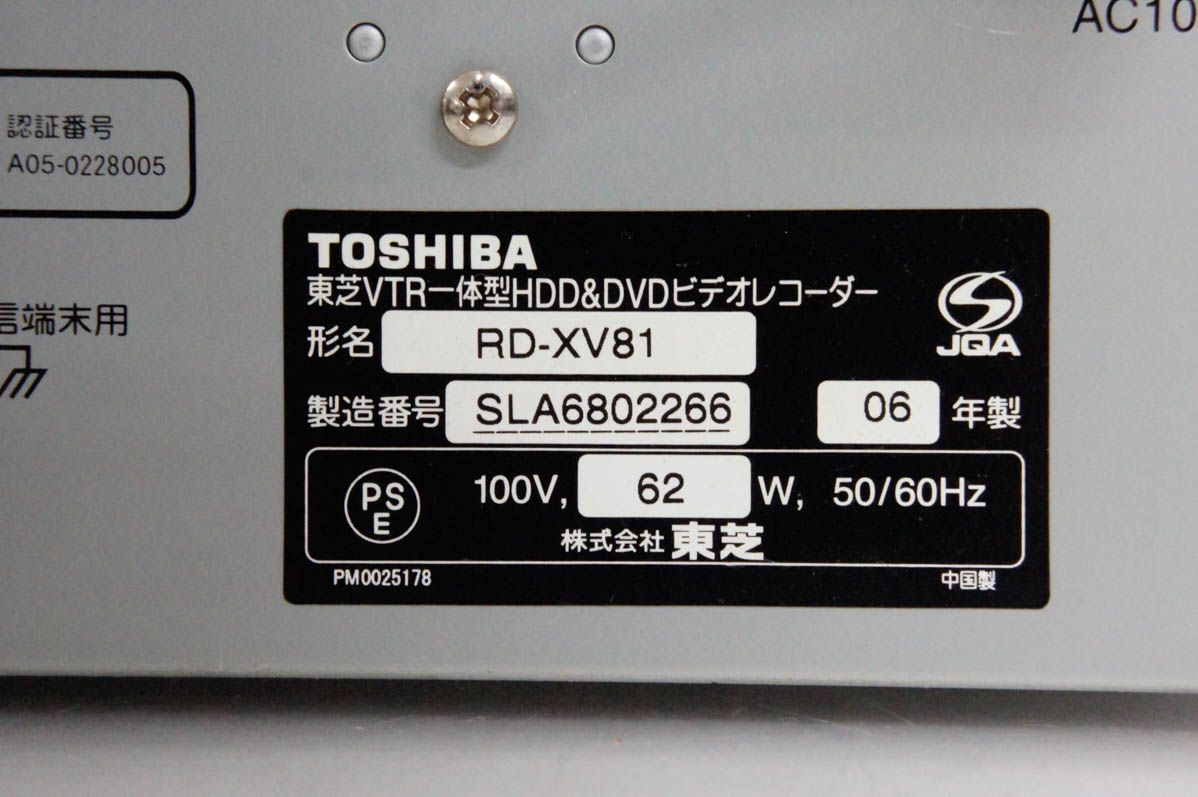 AC10
認証番号
A05-0228005
信端末用
TOSHIBA
東芝VTR一体型HDD&DVDビデオレコーダー
JQA
形名 RD-XV81
製造番号 SLA6802266 06 年製
PS
E
100V, 62 W, 50/60Hz
株式会社 東芝
PM0025178
中国製